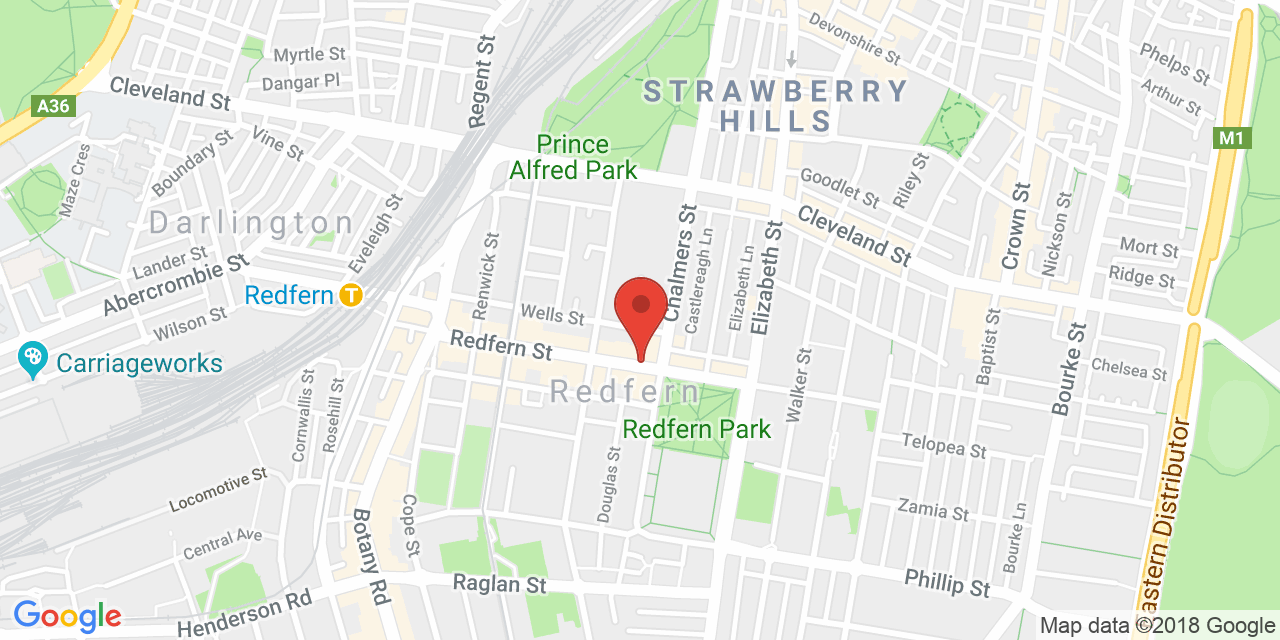 Devonshire St
Phelps St
Myrtle St
Regent St
Dangar Pl
Arthur St
STRAWBERRY
HILLS
Cleveland St
A36
M1
Prince
Alfred Park
Vine St
Boundary St
Maze Cres
Goodlet St
Riley St
Crown St
Nickson St
Darlington
Eveleigh St
Chalmers St
Castlereagh Ln
Elizabeth Ln
Elizabeth St
Cleveland St
Mort St
Ridge St
Lander St
Abercrombie St
Renwick St
Redfern
T
Wilson St
Wells St
Redfern St
Baptist St
Bourke St
Chelsea St
Carriageworks
Redfern
Walker St
Cornwallis St
Rosehill St
Redfern Park
Telopea St
Douglas St
Locomotive St
Cope St
Zamia St
Bourke Ln
Eastern Distributor
Central Ave
Botany Rd
Raglan St
Phillip St
Henderson Rd
Google
Map data ©2018 Google